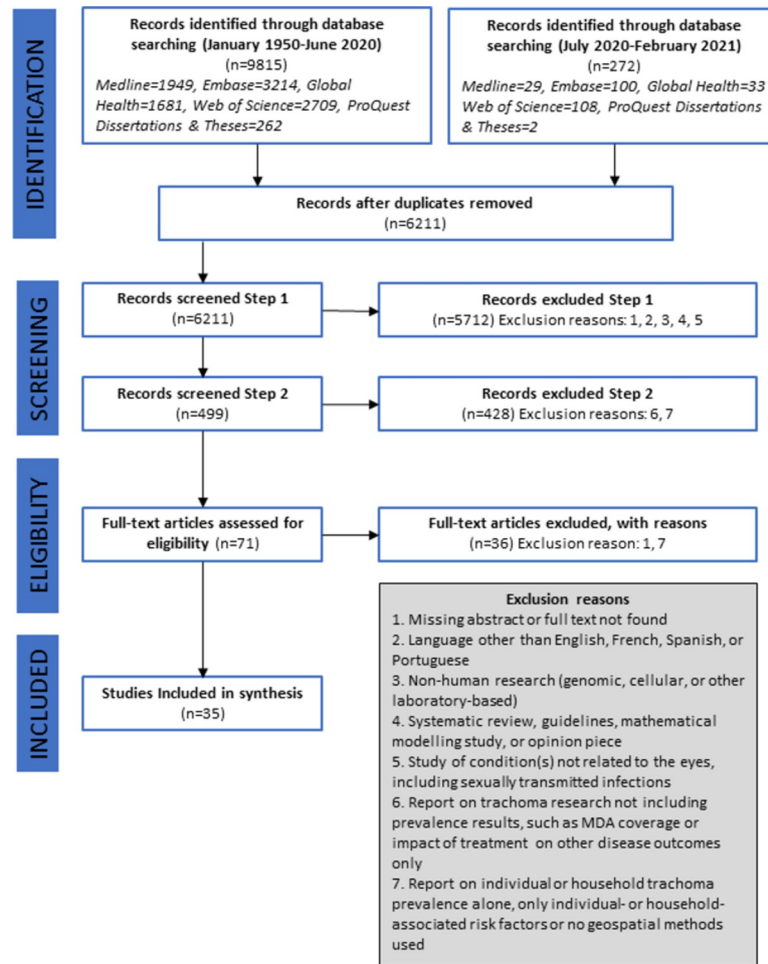 IDENTIFICATION
Records identified through database
searching (January 1950-June 2020)
(n=9815)
Medline=1949, Embase=3214, Global
Health=1681, Web of Science=2709, ProQuest
Dissertations & Theses=262
Records identified through database
searching (July 2020-February 2021)
(n=272)
Medline=29, Embase=100, Global Health=33
Web of Science=108, ProQuest Dissertations
& Theses=2
Records after duplicates removed
(n=6211)
SCREENING
Records screened Step 1
(n=6211)
Records excluded Step 1
(n=5712) Exclusion reasons: 1, 2, 3, 4, 5
Records screened Step 2
(n=499)
Records excluded Step 2
(n=428) Exclusion reasons: 6, 7
ELIGIBILITY
Full-text articles assessed for
eligibility (n=71)
Full-text articles excluded, with reasons
(n=36) Exclusion reason: 1, 7
INCLUDED
Studies Included in synthesis
(n=35)
Exclusion reasons
1. Missing abstract or full text not found
2. Language other than English, French, Spanish, or
Portuguese
3. Non-human research (genomic, cellular, or other
laboratory-based)
4. Systematic review, guidelines, mathematical
modelling study, or opinion piece
5. Study of condition(s) not related to the eyes,
including sexually transmitted infections
6. Report on trachoma research not including
prevalence results, such as MDA coverage or
impact of treatment on other disease outcomes
only
7. Report on individual or household trachoma
prevalence alone, only individual- or household-
associated risk factors or no geospatial methods
used